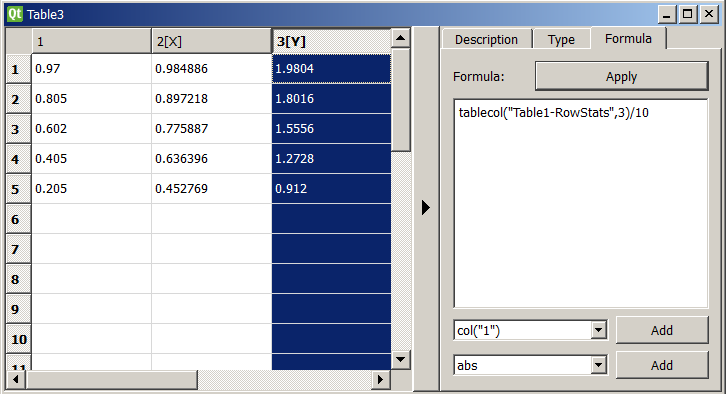 Qt Table3
1 2[X] 3[Y]
1 0.97 0.984886 1.9804
2 0.805 0.897218 1.8016
3 0.602 0.775887 1.5556
4 0.405 0.636396 1.2728
5 0.205 0.452769 0.912
6
7
8
9
10
11
Description Type Formula
Formula: Apply
tablecol("Table1-RowStats",3)/10
col("1") Add
abs Add